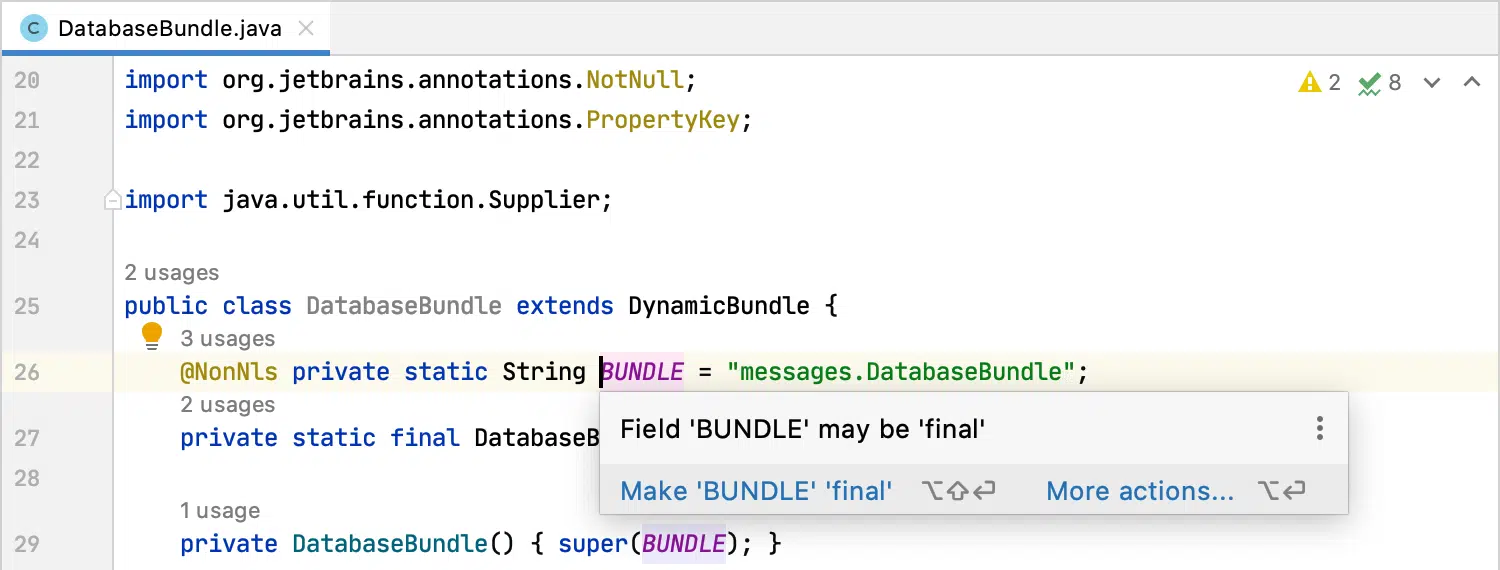 C DatabaseBundle.java
20 import org.jetbrains.annotations.NotNull;
2 8
21 import org.jetbrains.annotations.PropertyKey;
22
23 import java.util.function.Supplier;
24
2 usages
25 public class DatabaseBundle extends DynamicBundle {
3 usages
26 @NonNls private static String BUNDLE = "messages.DatabaseBundle";
2 usages
27 private static final DatabaseB
Field 'BUNDLE' may be 'final'
28
Make 'BUNDLE' 'final' ⌥⇧⏎ More actions... ⌥⏎
1 usage
29 private DatabaseBundle() { super(BUNDLE); }